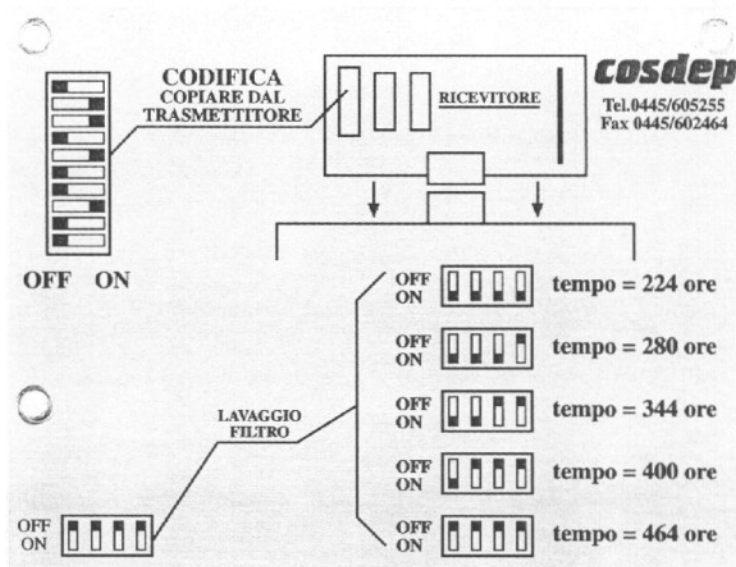 CODIFICA
COPIARE DAL
TRASMETTITORE
RICEVITORE
cosdep
Tel.0445/605255
Fax 0445/602464
OFF ON
OFF
ON
tempo = 224 ore
OFF
ON
tempo = 280 ore
OFF
ON
tempo = 344 ore
OFF
ON
tempo = 400 ore
OFF
ON
tempo = 464 ore
LAVAGGIO
FILTRO
OFF
ON